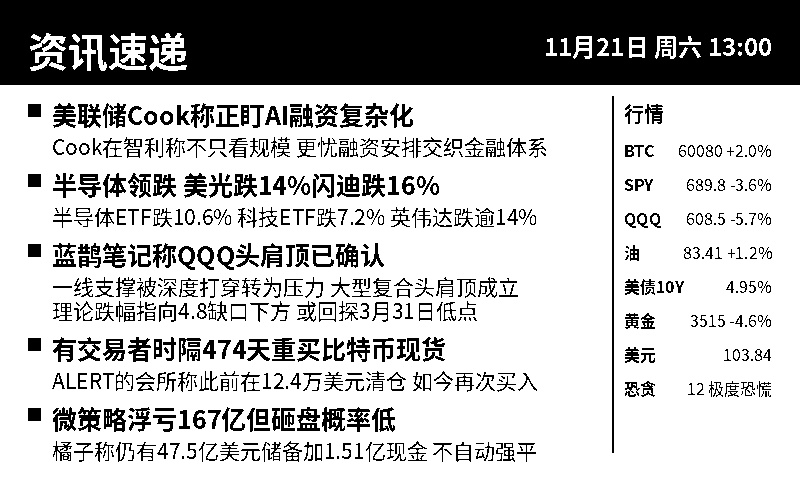 资讯速递
11月21日 周六 13:00
美联储Cook称正盯AI融资复杂化
Cook在智利称不只看规模 更忧融资安排交织金融体系
半导体领跌 美光跌14%闪迪跌16%
半导体ETF跌10.6% 科技ETF跌7.2% 英伟达跌逾14%
蓝鹊笔记称QQQ头肩顶已确认
一线支撑被深度打穿转为压力 大型复合头肩顶成立
理论跌幅指向4.8缺口下方 或回探3月31日低点
有交易者时隔474天重买比特币现货
ALERT的会所称此前在12.4万美元清仓 如今再次买入
微策略浮亏167亿但砸盘概率低
橘子称仍有47.5亿美元储备加1.51亿现金 不自动强平
行情
BTC 60080 +2.0%
SPY 689.8 -3.6%
QQQ 608.5 -5.7%
油 83.41 +1.2%
美债10Y 4.95%
黄金 3515 -4.6%
美元 103.84
恐贪 12 极度恐慌